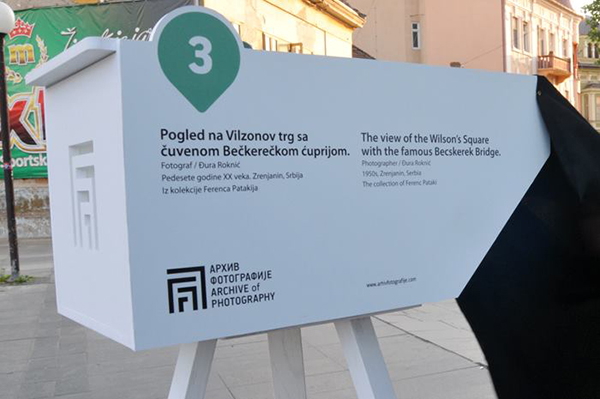 3
Pogled na Vilzonov trg sa
čuvenom Bečkerečkom ćuprijom.
Fotograf / Đura Roknić
Pedesete godine XX veka. Zrenjanin, Srbija
Iz kolekcije Ferenca Patakija
The view of the Wilson's Square
with the famous Becskerek Bridge.
Photographer / Đura Roknić
1950s, Zrenjanin, Serbia
The collection of Ferenc Pataki
АРХИВ
ФОТОГРАФИЈЕ
ARCHIVE of
PHOTOGRAPHY
www.arhivfotografije.com